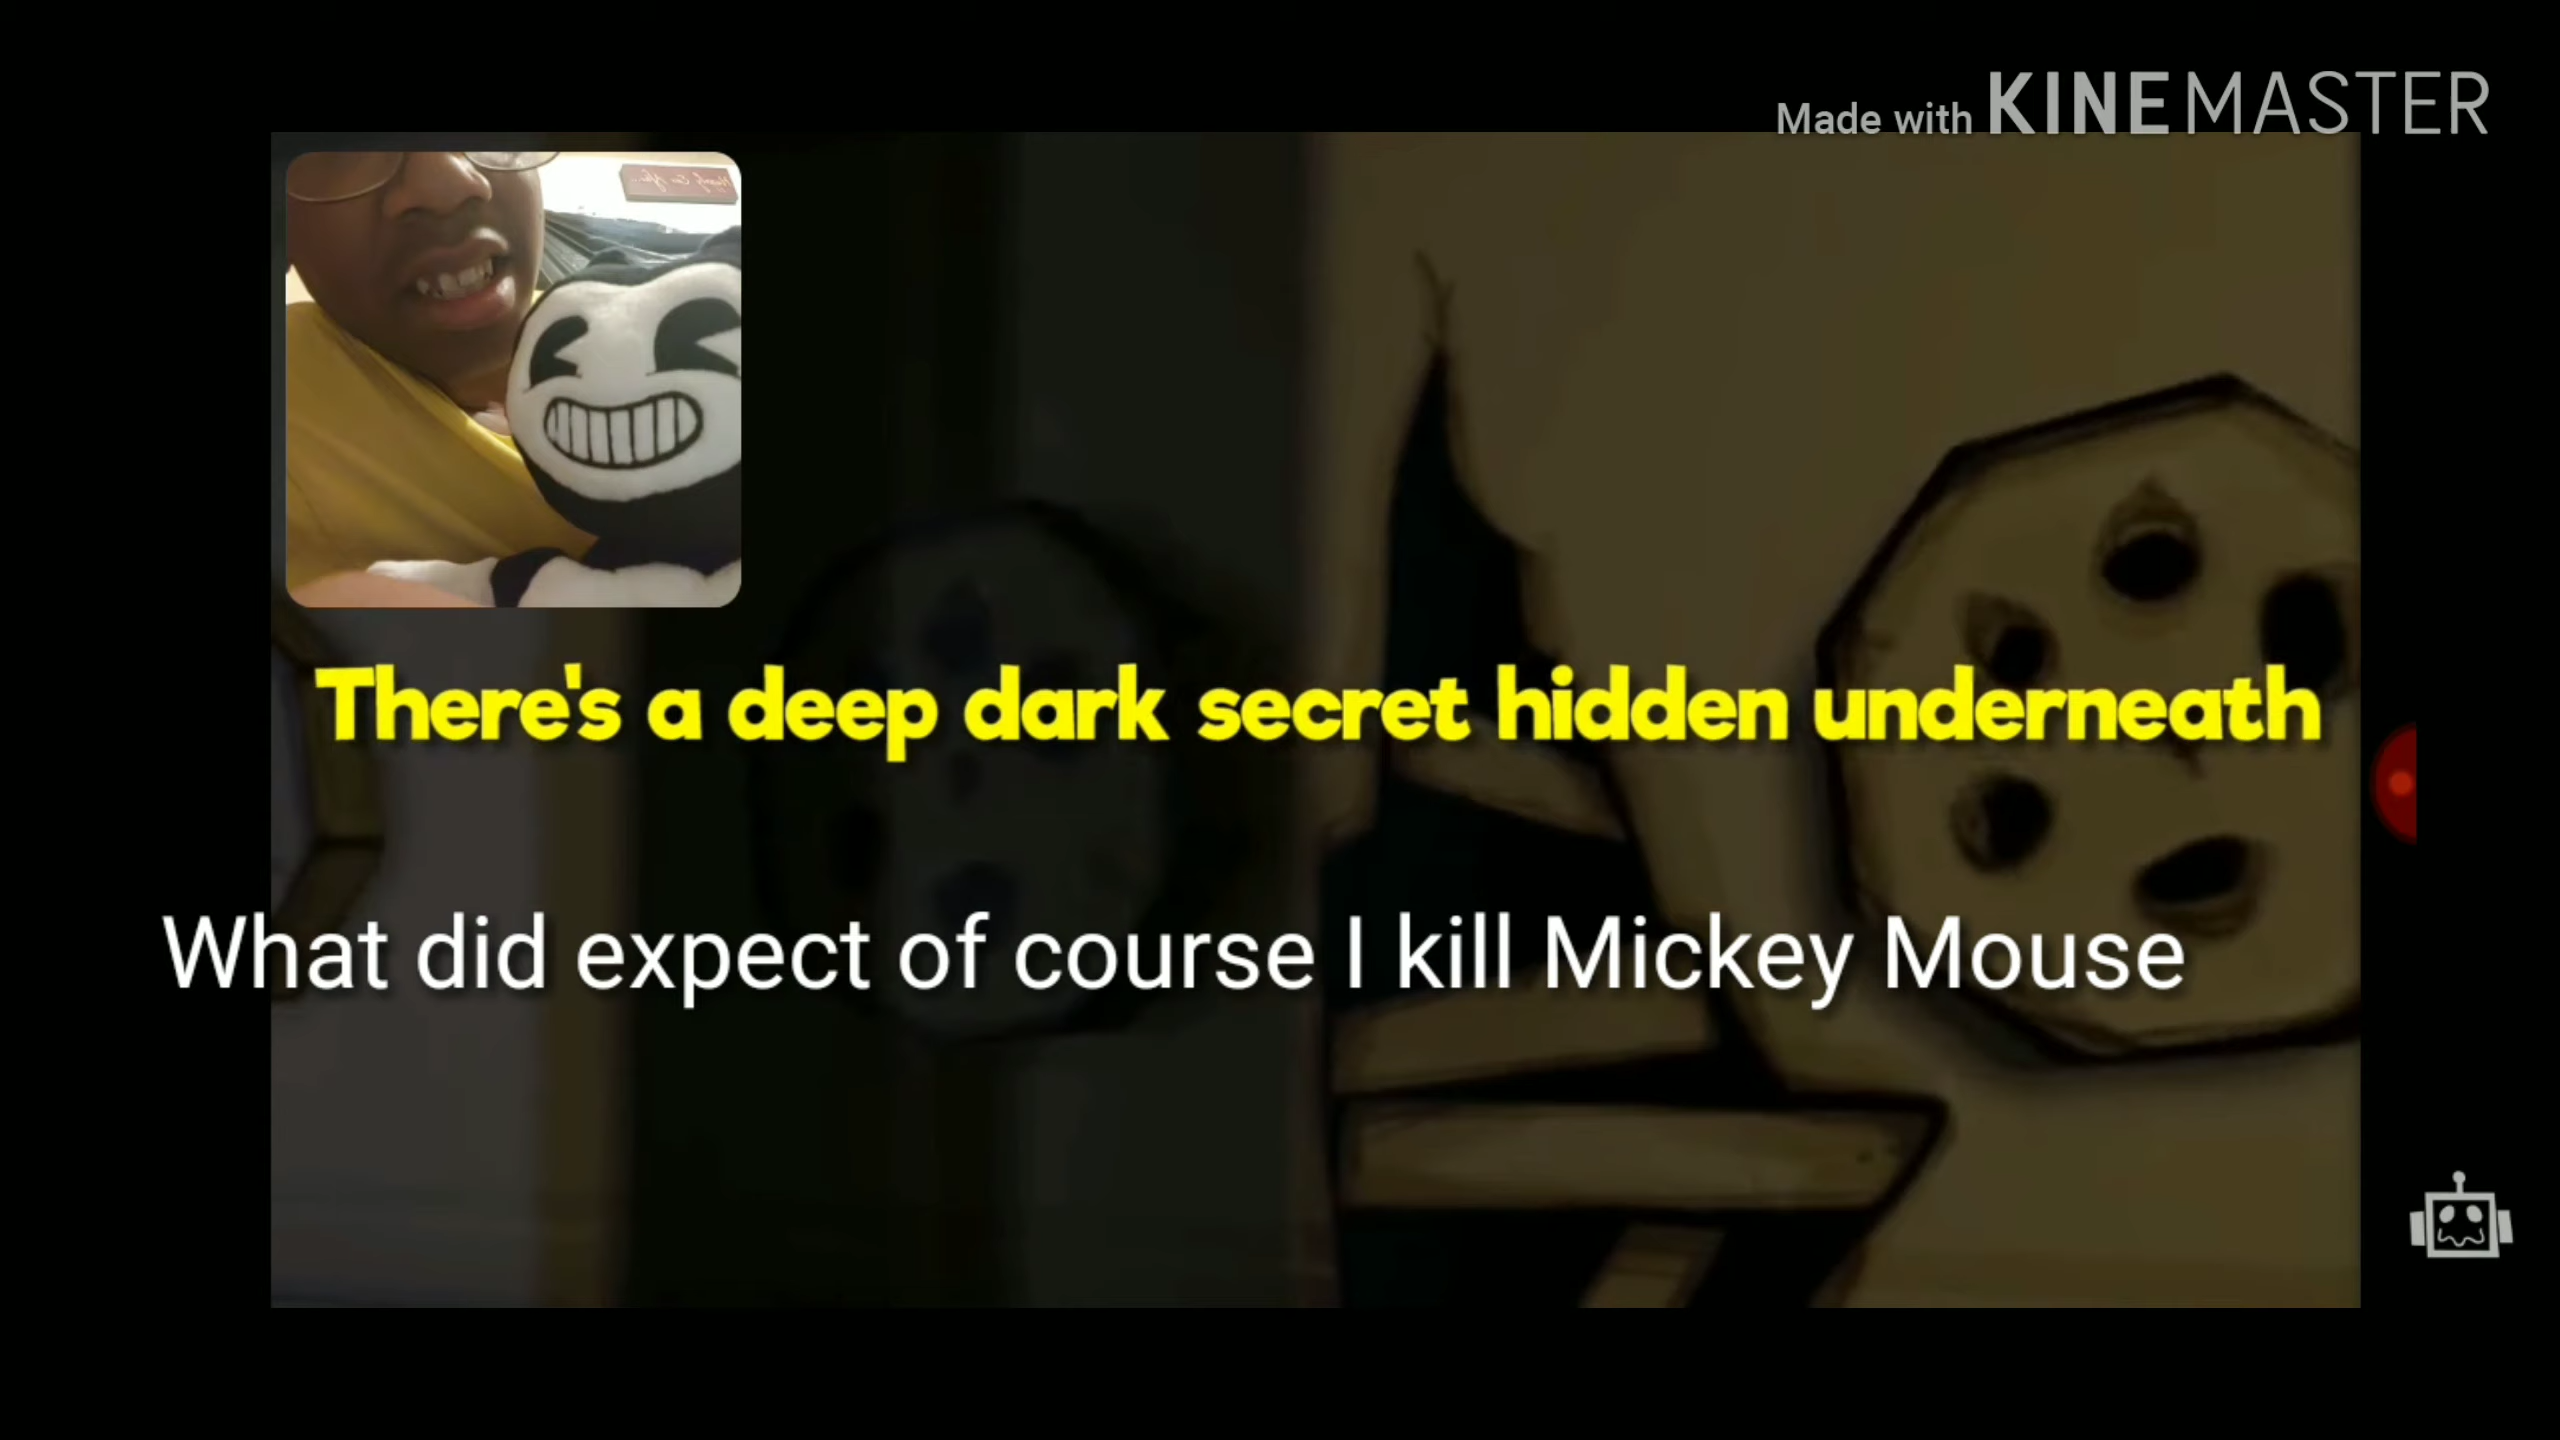 Made with KINEMASTER
There's a deep dark secret hidden underneath
What did expect of course I kill Mickey Mouse